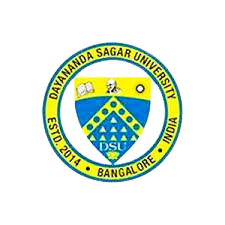 DAYANANDA SAGAR UNIVERSITY
ESTD. 2014 • BANGALORE • INDIA
DSU